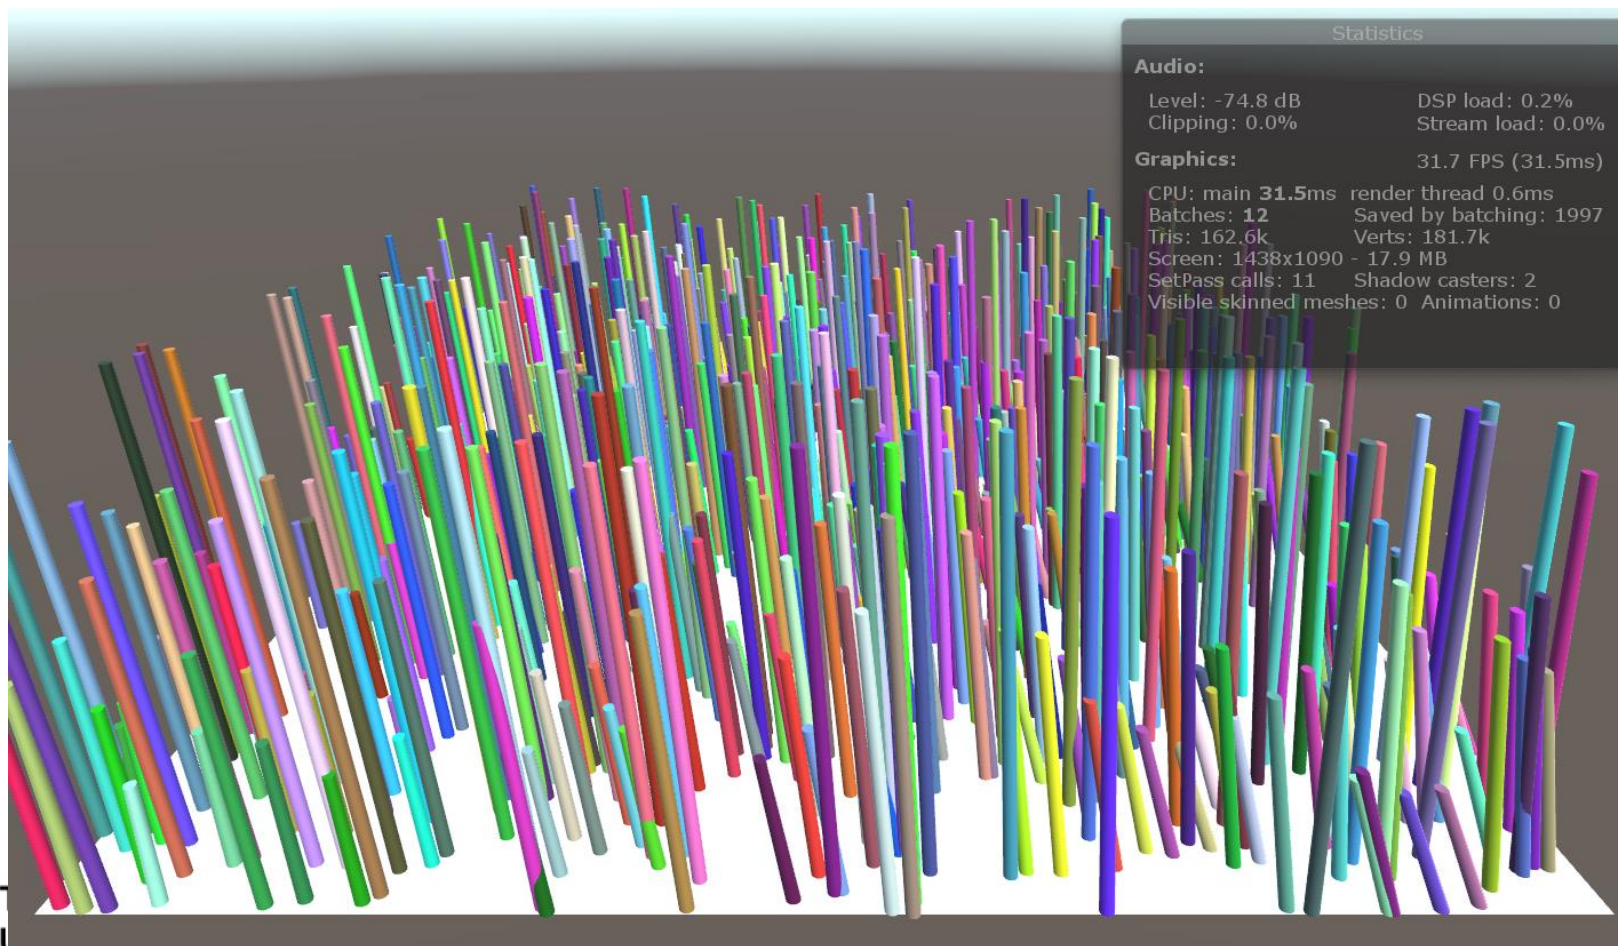 Statistics
Audio:
Level: -74.8 dB DSP load: 0.2%
Clipping: 0.0% Stream load: 0.0%
Graphics: 31.7 FPS (31.5ms)
CPU: main 31.5ms render thread 0.6ms
Batches: 12 Saved by batching: 1997
Tris: 162.6k Verts: 181.7k
Screen: 1438x1090 - 17.9 MB
SetPass calls: 11 Shadow casters: 2
Visible skinned meshes: 0 Animations: 0